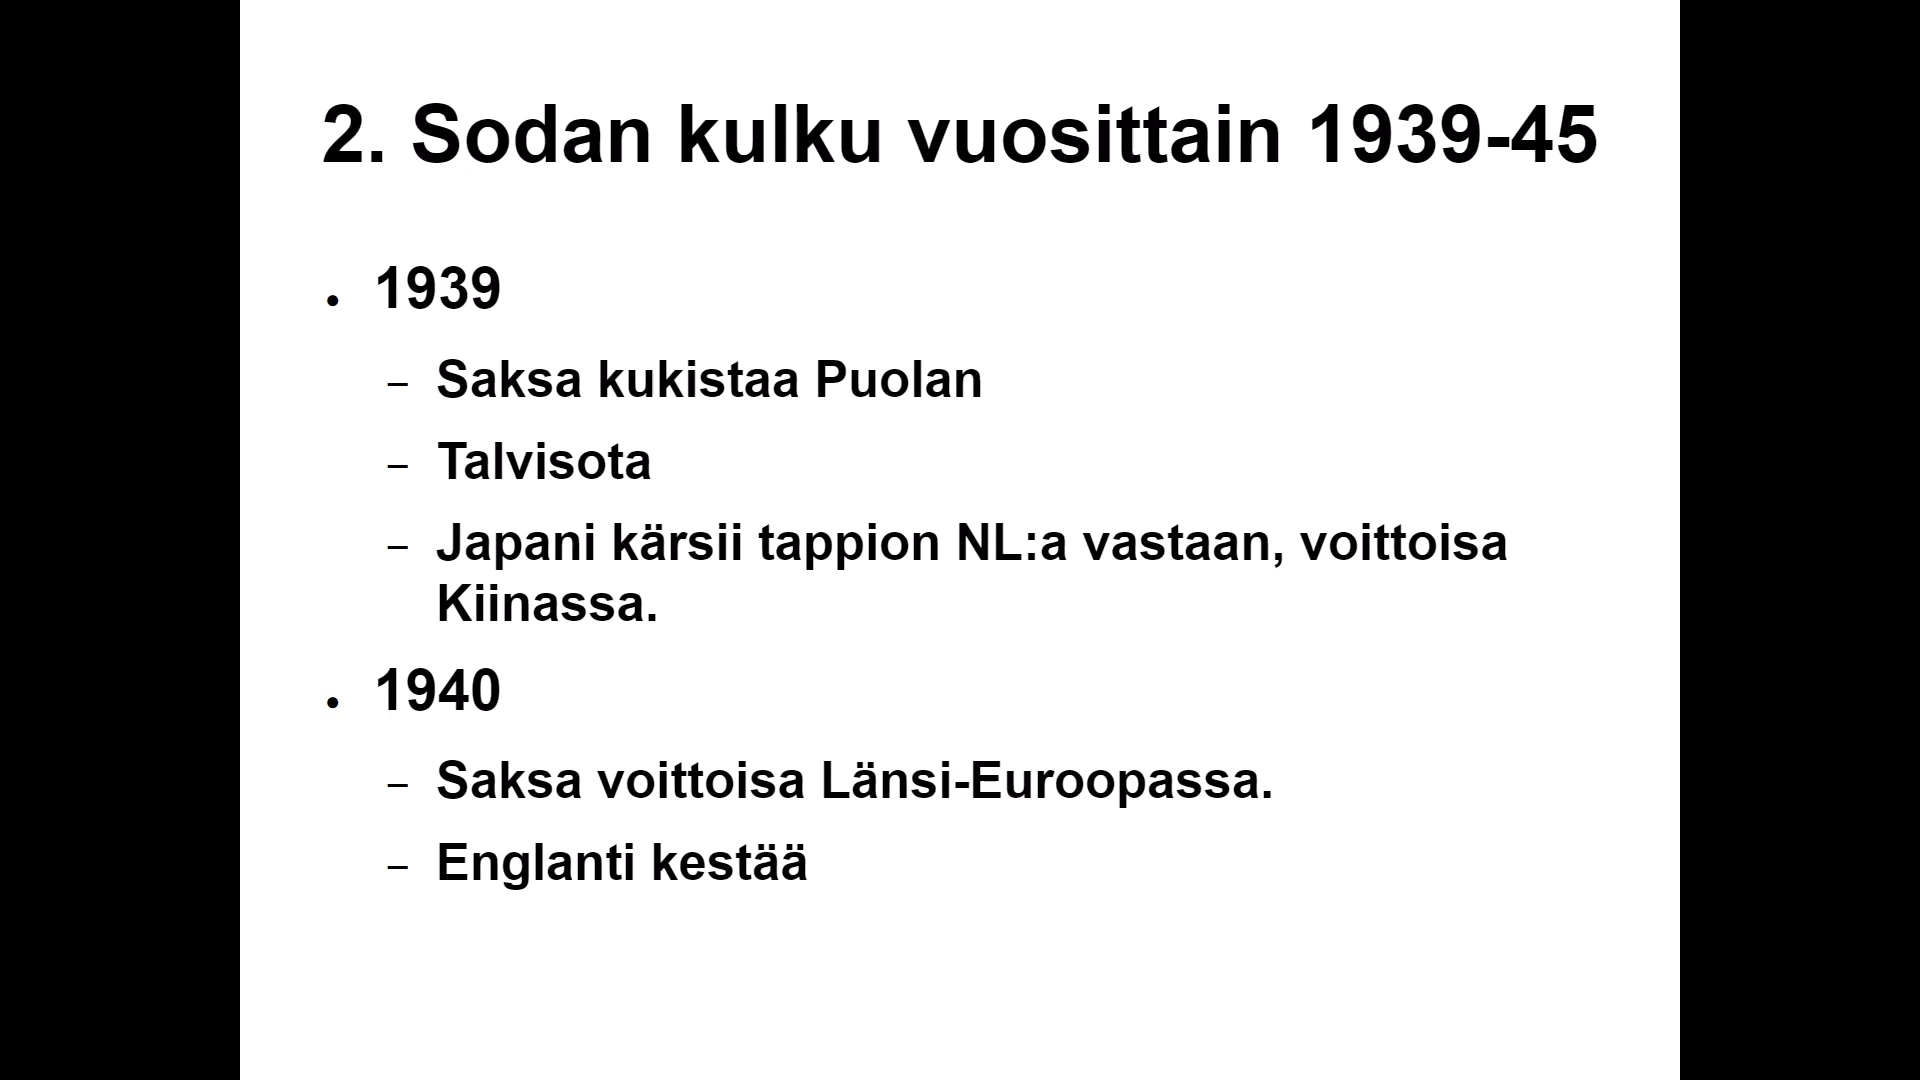 2. Sodan kulku vuosittain 1939-45
● 1939
– Saksa kukistaa Puolan
– Talvisota
– Japani kärsii tappion NL:a vastaan, voittoisa
Kiinassa.
● 1940
– Saksa voittoisa Länsi-Euroopassa.
– Englanti kestää